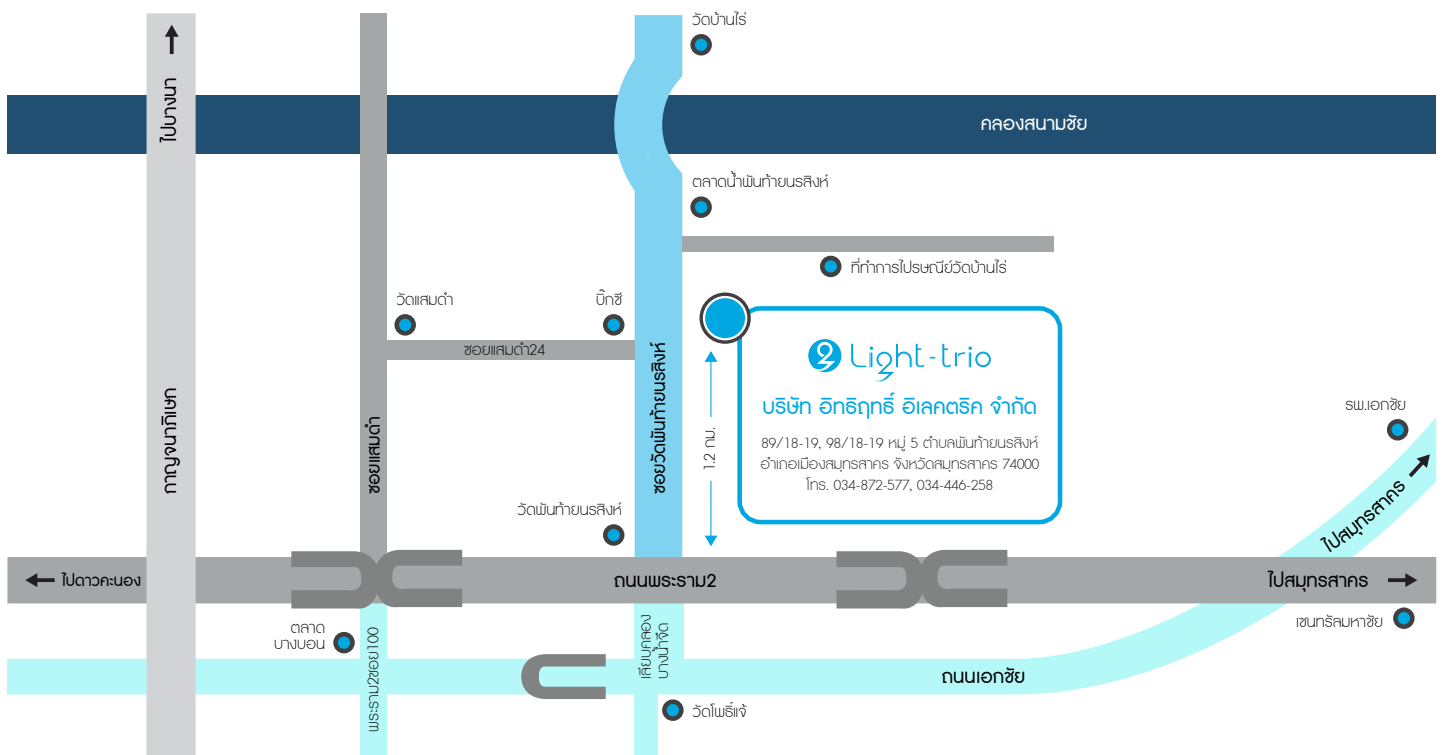 วัดบ้านไร่
ไปบางนา
คลองสนามชัย
ตลาดน้ำพันท้ายนรสิงห์
ที่ทำการไปรษณีย์วัดบ้านไร่
วัดแสมดำ
บิ๊กซี
ซอยแสมดำ24
Light-trio
บริษัท อิทธิฤทธิ์ อิเลคตริค จำกัด
89/18-19, 98/18-19 หมู่ 5 ตำบลพันท้ายนรสิงห์
อำเภอเมืองสมุทรสาคร จังหวัดสมุทรสาคร 74000
โทร. 034-872-577, 034-446-258
กาญจนาภิเษก
ซอยแสมดำ
ซอยวัดพันท้ายนรสิงห์
1.2 กม.
รพ.เอกชัย
วัดพันท้ายนรสิงห์
ไปสมุทรสาคร
ไปดาวคะนอง
ถนนพระราม2
ไปสมุทรสาคร
เซนทรัลมหาชัย
ตลาด
บางบอน
พระราม2ซอย100
เลียบคลอง
บางน้ำจืด
ถนนเอกชัย
วัดโพธิ์แจ้